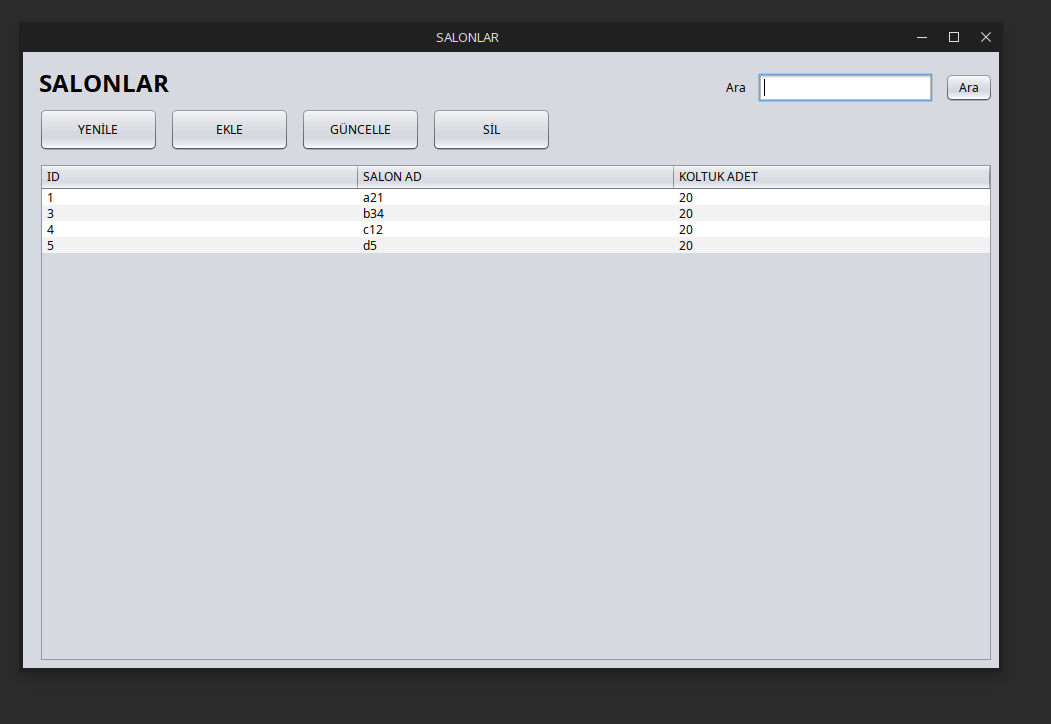 SALONLAR
SALONLAR
Ara Ara
YENİLE EKLE GÜNCELLE SİL
ID SALON AD KOLTUK ADET
1 a21 20
3 b34 20
4 c12 20
5 d5 20